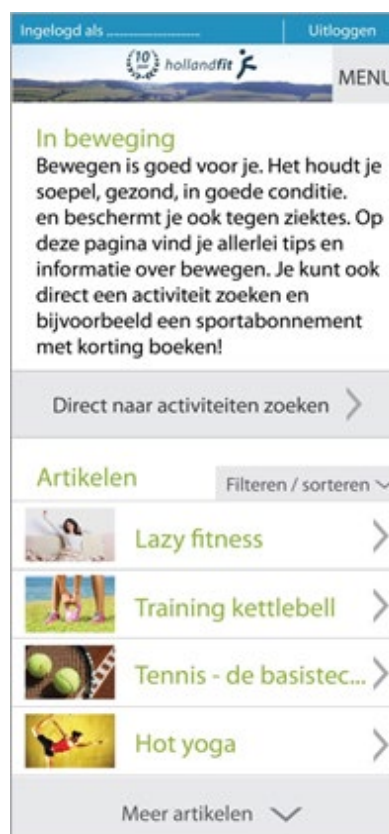 Ingelogd als ........................
Uitloggen
10
hollandfit
MENU
In beweging
Bewegen is goed voor je. Het houdt je
soepel, gezond, in goede conditie.
en beschermt je ook tegen ziektes. Op
deze pagina vind je allerlei tips en
informatie over bewegen. Je kunt ook
direct een activiteit zoeken en
bijvoorbeeld een sportabonnement
met korting boeken!
Direct naar activiteiten zoeken
Artikelen
Filteren / sorteren
Lazy fitness
Training kettlebell
Tennis - de basistec...
Hot yoga
Meer artikelen